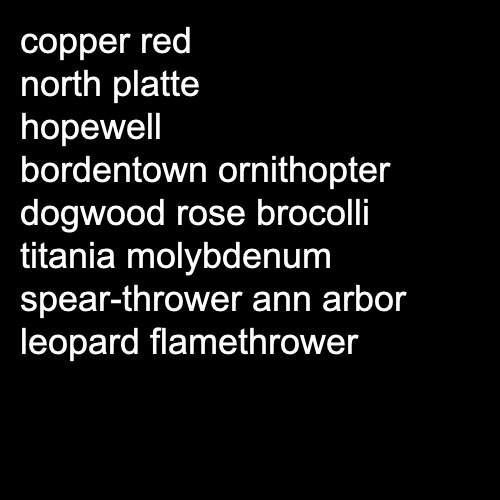 copper red
north platte
hopewell
bordentown ornithopter
dogwood rose brocolli
titania molybdenum
spear-thrower ann arbor
leopard flamethrower